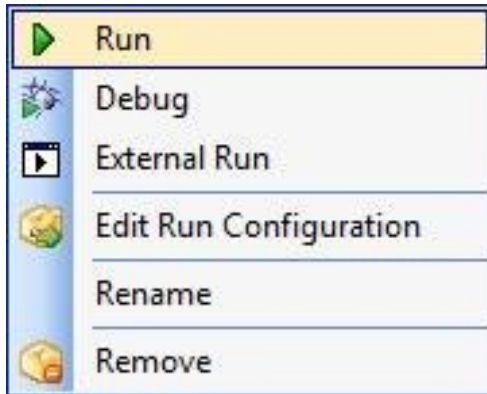 Run
Debug
External Run
Edit Run Configuration
Rename
Remove